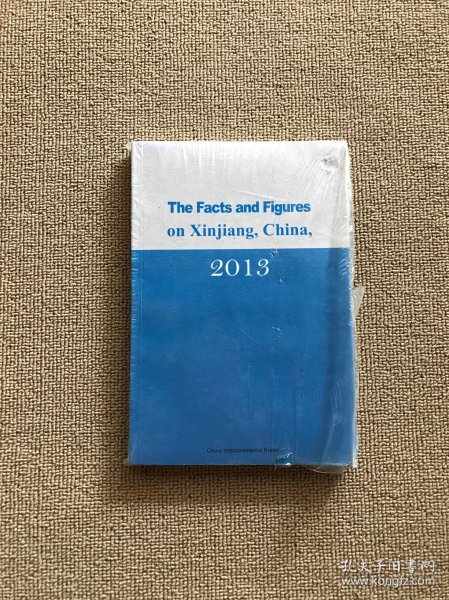 The Facts and Figures
on Xinjiang, China,
2013
China Intercontinental Press
孔夫子旧书网
www.kongfz.com